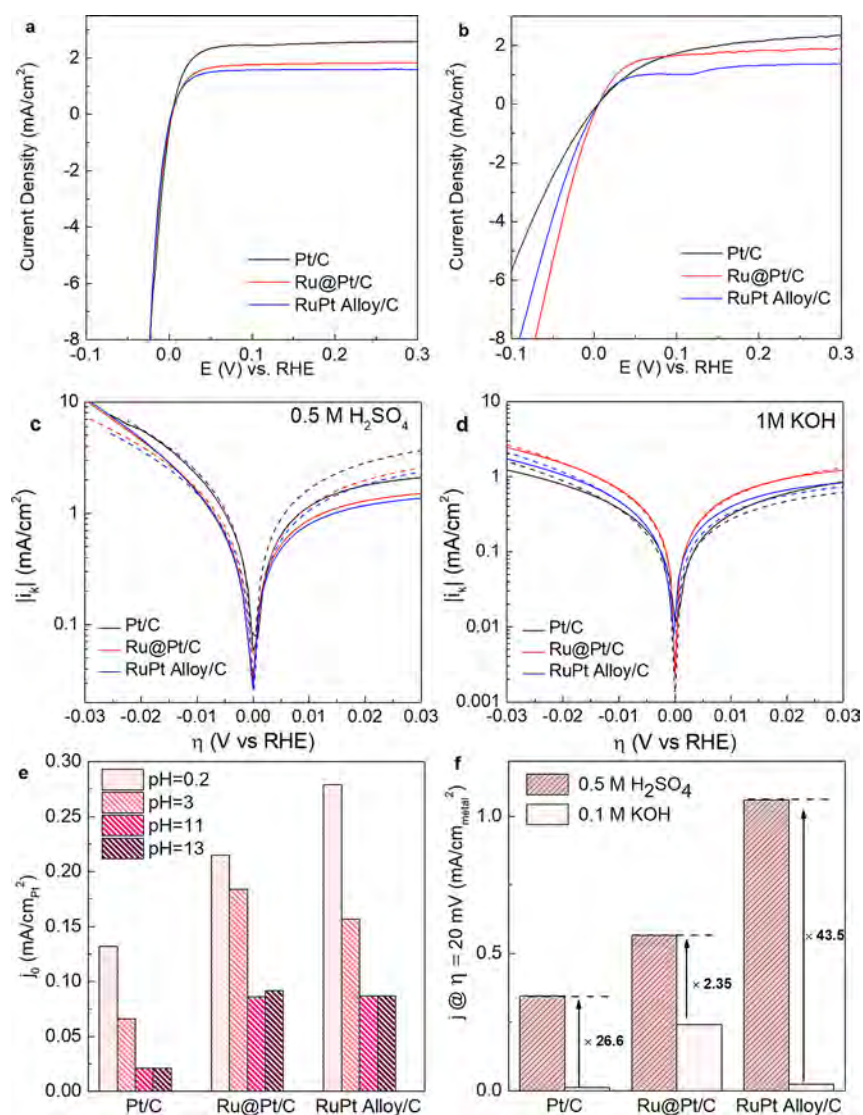 a
2
0
-2
-4
-6
-8
Current Density (mA/cm²)
Pt/C
Ru@Pt/C
RuPt Alloy/C
-0.1 0.0 0.1 0.2 0.3
E (V) vs. RHE
b
2
0
-2
-4
-6
-8
Current Density (mA/cm²)
Pt/C
Ru@Pt/C
RuPt Alloy/C
-0.1 0.0 0.1 0.2 0.3
E (V) vs. RHE
c
0.5 M H₂SO₄
10
1
0.1
|iₖ| (mA/cm²)
Pt/C
Ru@Pt/C
RuPt Alloy/C
-0.03 -0.02 -0.01 0.00 0.01 0.02 0.03
η (V vs RHE)
d
1M KOH
10
1
0.1
0.01
0.001
|iₖ| (mA/cm²)
Pt/C
Ru@Pt/C
RuPt Alloy/C
-0.03 -0.02 -0.01 0.00 0.01 0.02 0.03
η (V vs RHE)
e
0.30
0.25
0.20
0.15
0.10
0.05
0.00
j₀ (mA/cm_Pt²)
pH=0.2
pH=3
pH=11
pH=13
Pt/C Ru@Pt/C RuPt Alloy/C
f
1.0
0.5
0.0
j @ η = 20 mV (mA/cm_metal²)
0.5 M H₂SO₄
0.1 KOH
× 26.6
× 2.35
× 43.5
Pt/C Ru@Pt/C RuPt Alloy/C